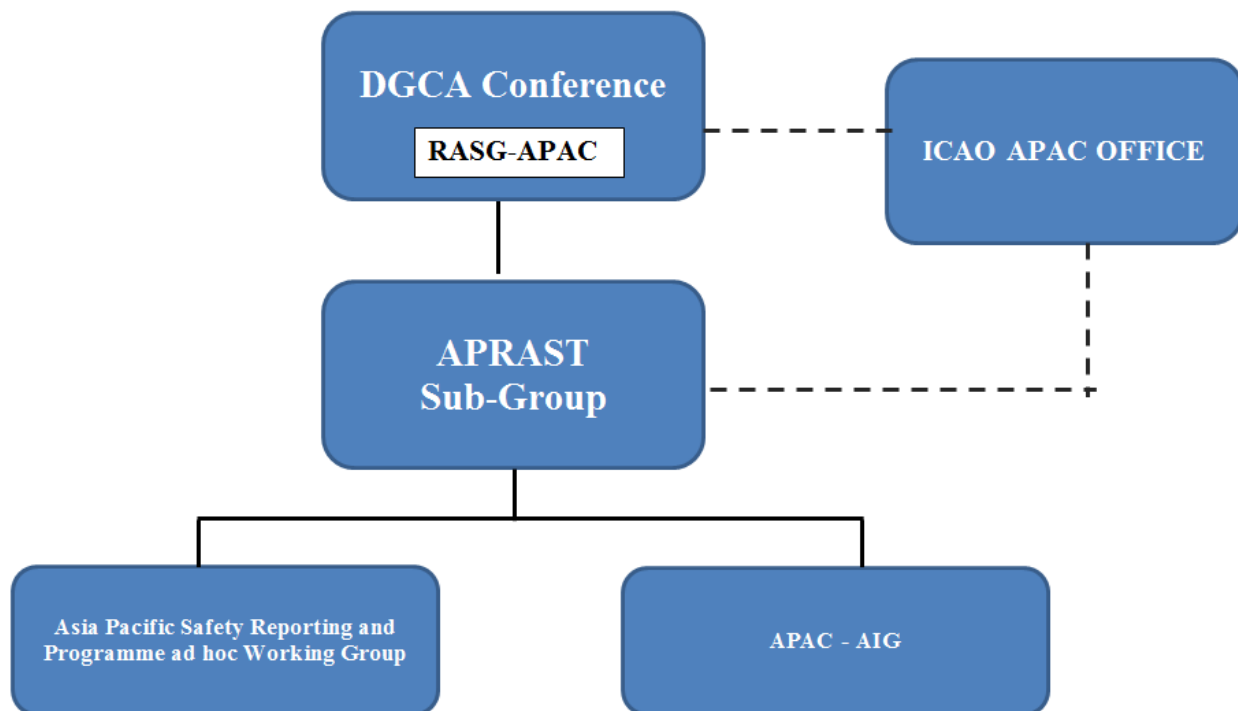 DGCA Conference
RASG-APAC
ICAO APAC OFFICE
APRAST
Sub-Group
Asia Pacific Safety Reporting and
Programme ad hoc Working Group
APAC - AIG